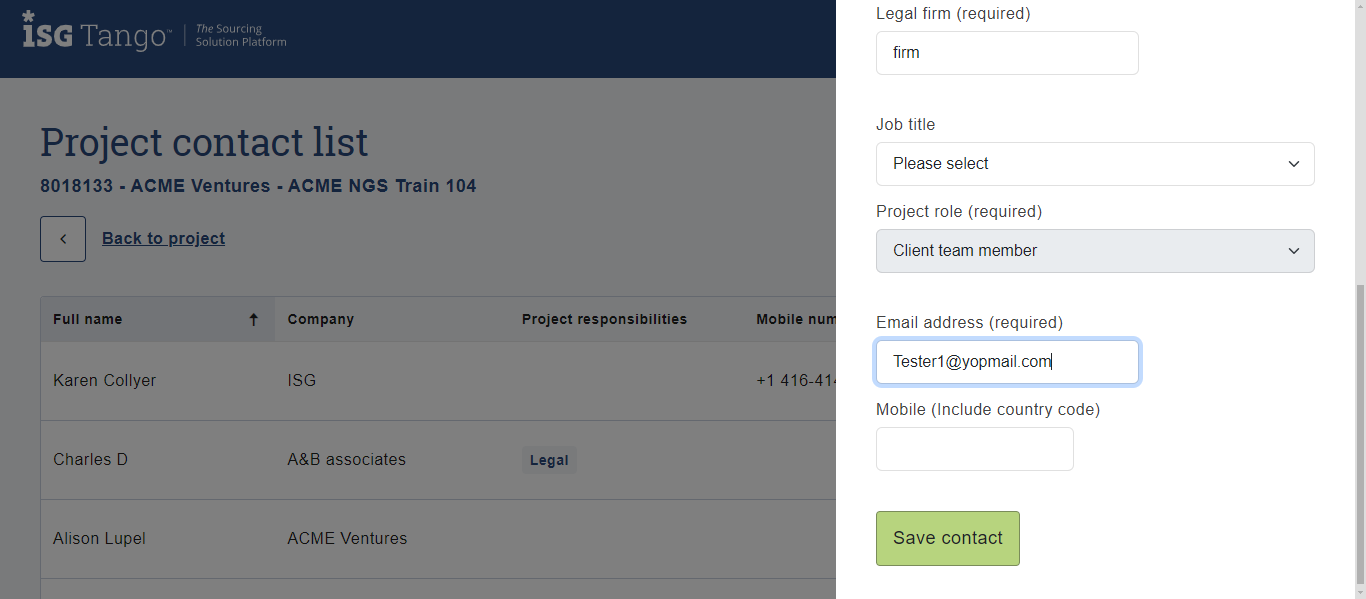 ISG Tango™
The Sourcing
Solution Platform
Project contact list
8018133 - ACME Ventures - ACME NGS Train 104
Back to project
Full name Company Project responsibilities Mobile num
Karen Collyer ISG +1 416-414
Charles D A&B associates Legal
Alison Lupel ACME Ventures
Legal firm (required)
firm
Job title
Please select
Project role (required)
Client team member
Email address (required)
Tester1@yopmail.com
Mobile (Include country code)
Save contact